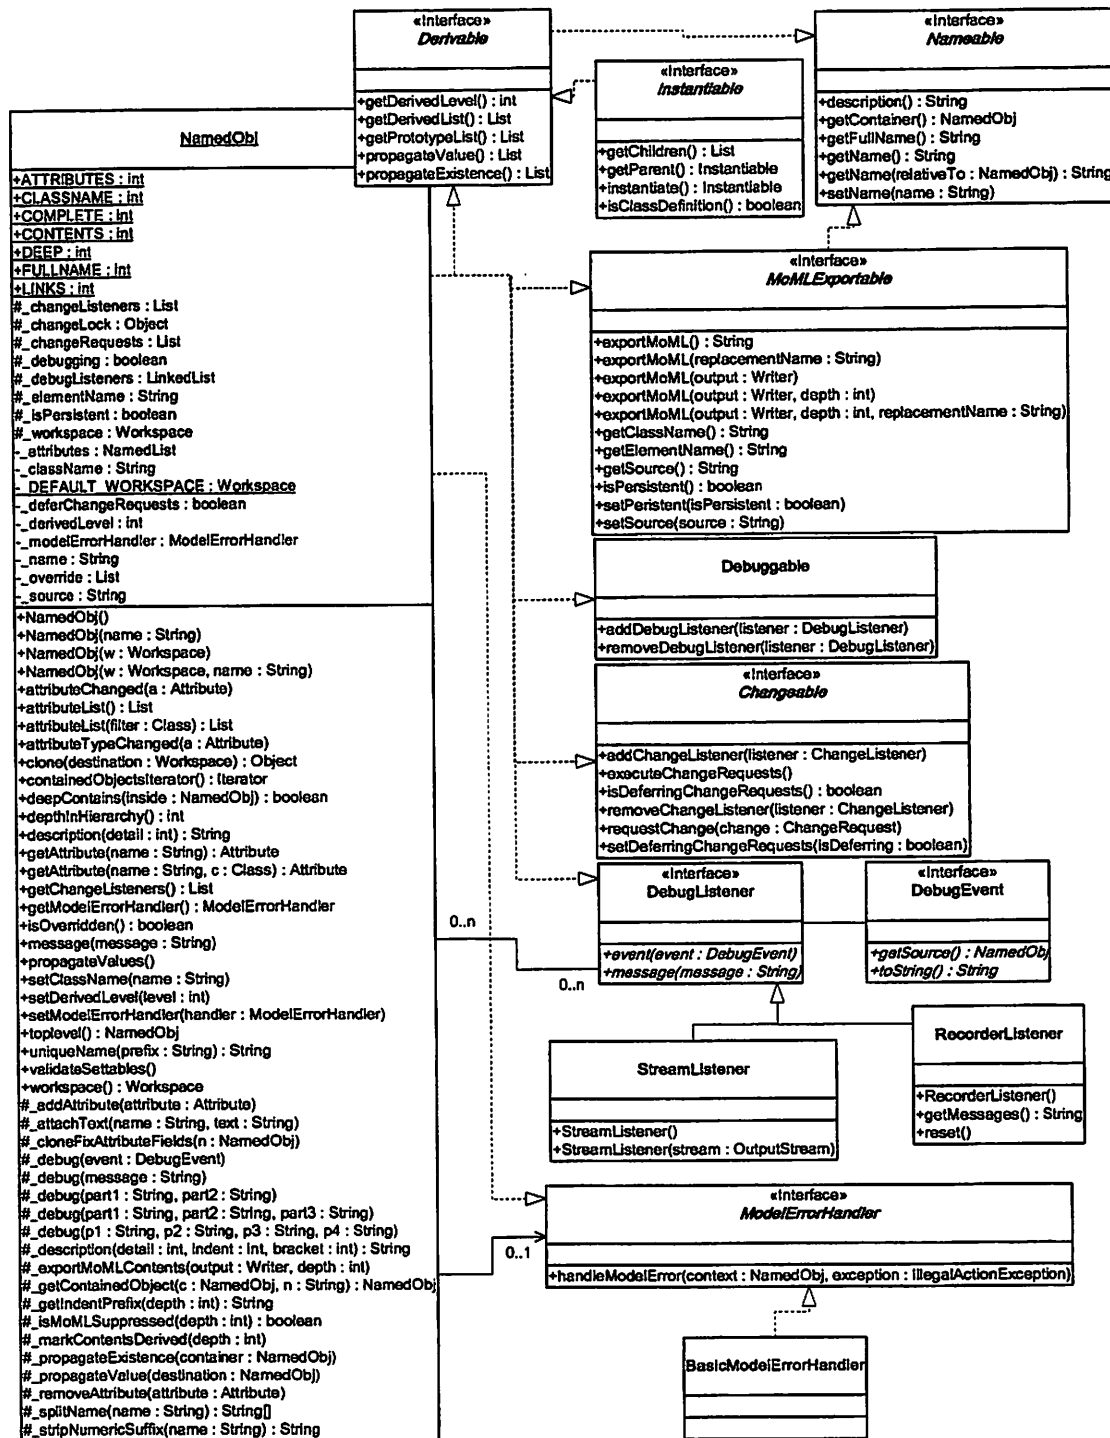 «Interface»
Derivable
+getDerivedLevel() : int
+getDerivedList() : List
+getPrototypeList() : List
+propagateValue() : List
+propagateExistence() : List
«Interface»
Nameable
+description() : String
+getContainer() : NamedObj
+getFullName() : String
+getName() : String
+getName(relativeTo : NamedObj) : String
+setName(name : String)
«Interface»
Instantiable
+getChildren() : List
+getParent() : Instantiable
+instantiate() : Instantiable
+isClassDefinition() : boolean
NamedObj
+ATTRIBUTES : int
+CLASSNAME : int
+COMPLETE : int
+CONTENTS : int
+DEEP : int
+FULLNAME : int
+LINKS : int
#_changeListeners : List
#_changeLock : Object
#_changeRequests : List
#_debugging : boolean
#_debugListeners : LinkedList
#_elementName : String
#_isPersistent : boolean
#_workspace : Workspace
-_attributes : NamedList
-_className : String
-_DEFAULT_WORKSPACE : Workspace
-_deferChangeRequests : boolean
-_derivedLevel : int
-_modelErrorHandler : ModelErrorHandler
-_name : String
-_override : List
-_source : String
+NamedObj()
+NamedObj(name : String)
+NamedObj(w : Workspace)
+NamedObj(w : Workspace, name : String)
+attributeChanged(a : Attribute)
+attributeList() : List
+attributeList(filter : Class) : List
+attributeTypeChanged(a : Attribute)
+clone(destination : Workspace) : Object
+containedObjectsIterator() : Iterator
+deepContains(inside : NamedObj) : boolean
+depthInHierarchy() : int
+description(detail : int) : String
+getAttribute(name : String) : Attribute
+getAttribute(name : String, c : Class) : Attribute
+getChangeListeners() : List
+getModelErrorHandler() : ModelErrorHandler
+isOverridden() : boolean
+message(message : String)
+propagateValues()
+setClassName(name : String)
+setDerivedLevel(level : int)
+setModelErrorHandler(handler : ModelErrorHandler)
+toplevel() : NamedObj
+uniqueName(prefix : String) : String
+validateSettables()
+workspace() : Workspace
#_addAttribute(attribute : Attribute)
#_attachText(name : String, text : String)
#_cloneFixAttributeFields(n : NamedObj)
#_debug(event : DebugEvent)
#_debug(message : String)
#_debug(part1 : String, part2 : String)
#_debug(part1 : String, part2 : String, part3 : String)
#_debug(p1 : String, p2 : String, p3 : String, p4 : String)
#_description(detail : int, indent : int, bracket : int) : String
#_exportMoMLContents(output : Writer, depth : int)
#_getContainedObject(c : NamedObj, n : String) : NamedObj
#_getIndentPrefix(depth : int) : String
#_isMoMLSuppressed(depth : int) : boolean
#_markContentsDerived(depth : int)
#_propagateExistence(container : NamedObj)
#_propagateValue(destination : NamedObj)
#_removeAttribute(attribute : Attribute)
#_splitName(name : String) : String[]
#_stripNumericSuffix(name : String) : String
«Interface»
MoMLExportable
+exportMoML() : String
+exportMoML(replacementName : String)
+exportMoML(output : Writer)
+exportMoML(output : Writer, depth : int)
+exportMoML(output : Writer, depth : int, replacementName : String)
+getClassName() : String
+getElementName() : String
+getSource() : String
+isPersistent() : boolean
+setPeristent(isPersistent : boolean)
+setSource(source : String)
Debuggable
+addDebugListener(listener : DebugListener)
+removeDebugListener(listener : DebugListener)
«Interface»
Changeable
+addChangeListener(listener : ChangeListener)
+executeChangeRequests()
+isDeferringChangeRequests() : boolean
+removeChangeListener(listener : ChangeListener)
+requestChange(change : ChangeRequest)
+setDeferringChangeRequests(isDeferring : boolean)
«Interface»
DebugListener
+event(event : DebugEvent)
+message(message : String)
«Interface»
DebugEvent
+getSource() : NamedObj
+toString() : String
0..n
0..n
StreamListener
+StreamListener()
+StreamListener(stream : OutputStream)
RecorderListener
+RecorderListener()
+getMessages() : String
+reset()
«Interface»
ModelErrorHandler
+handleModelError(context : NamedObj, exception : IllegalActionException)
0..1
BasicModelErrorHandler